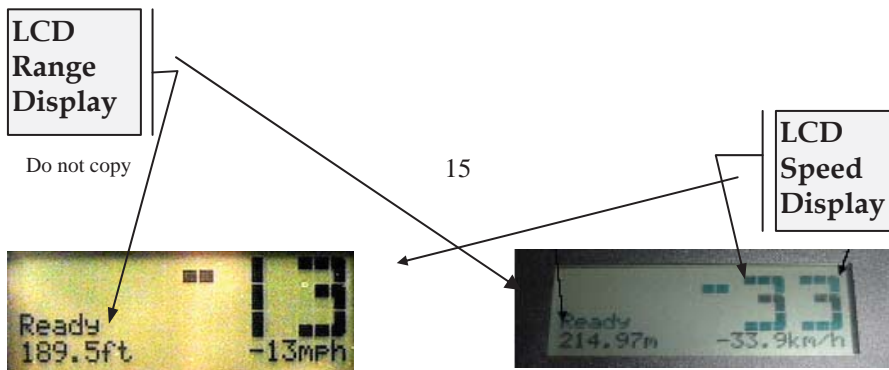 LCD
Range
Display
Do not copy
15
LCD
Speed
Display
- 13
Ready
189.5ft -13mph
- 33
Ready
214.97m -33.9km/h